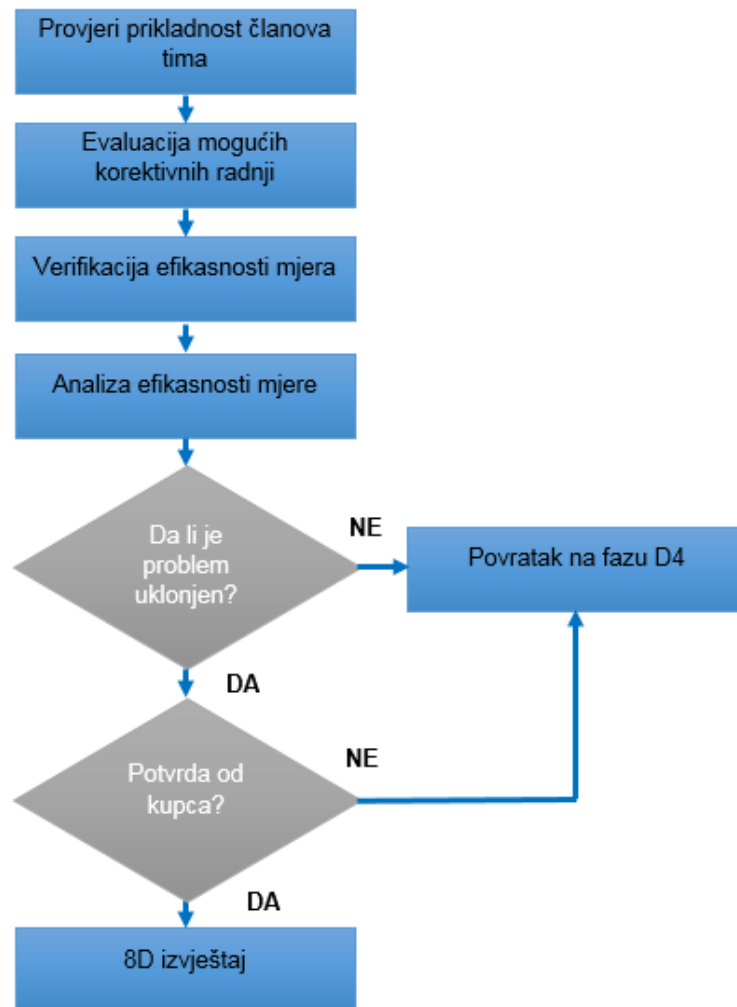 Provjeri prikladnost članova
tima
Evaluacija mogućih
korektivnih radnji
Verifikacija efikasnosti mjera
Analiza efikasnosti mjere
Da li je
problem
uklonjen?
NE
Povratak na fazu D4
DA
Potvrda od
kupca?
NE
DA
8D izvještaj